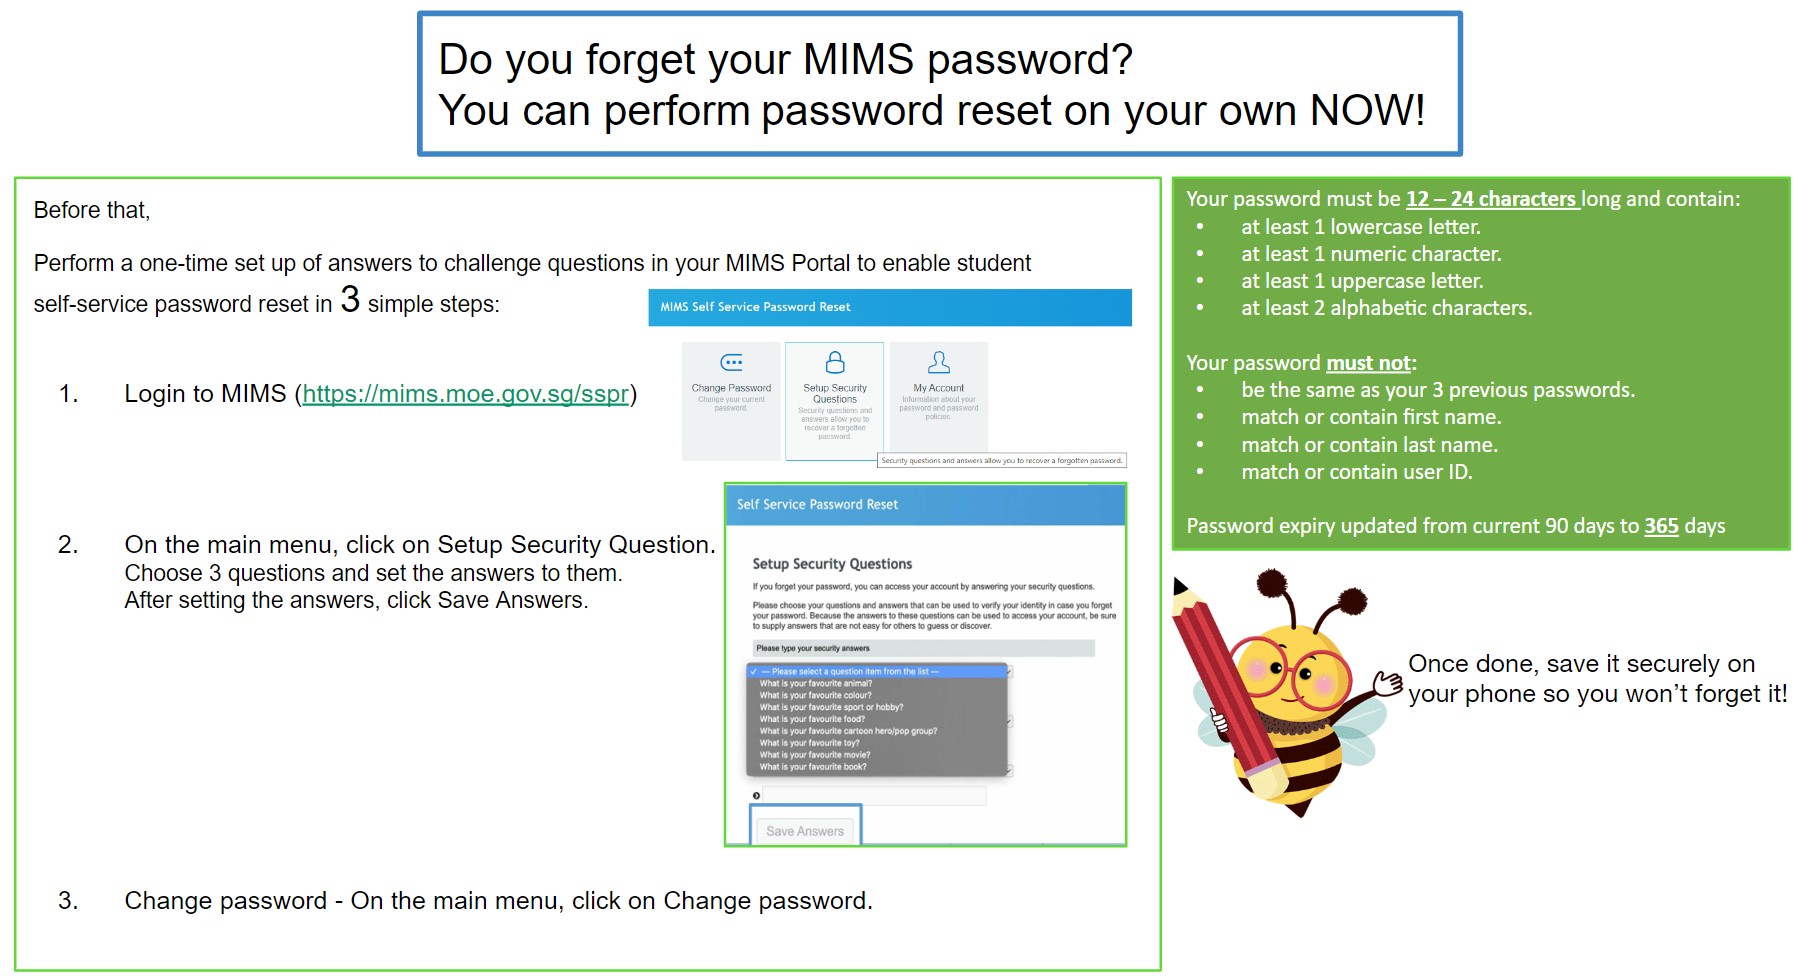 Do you forget your MIMS password?
You can perform password reset on your own NOW!
Before that,
Perform a one-time set up of answers to challenge questions in your MIMS Portal to enable student
self-service password reset in 3 simple steps:
MIMS Self Service Password Reset
Change Password
Change your current
password.
Setup Security
Questions
Security questions and
answers allow you to
recover a forgotten
password.
My Account
Information about your
password and password
policies.
Security questions and answers allow you to recover a forgotten password.
1. Login to MIMS (https://mims.moe.gov.sg/sspr)
2. On the main menu, click on Setup Security Question.
Choose 3 questions and set the answers to them.
After setting the answers, click Save Answers.
Self Service Password Reset
Setup Security Questions
If you forget your password, you can access your account by answering your security questions.
Please choose your questions and answers that can be used to verify your identity in case you forget
your password. Because the answers to these questions can be used to access your account, be sure
to supply answers that are not easy for others to guess or discover.
Please type your security answers
✓ — Please select a question item from the list —
What is your favourite animal?
What is your favourite colour?
What is your favourite sport or hobby?
What is your favourite food?
What is your favourite cartoon hero/pop group?
What is your favourite toy?
What is your favourite movie?
What is your favourite book?
Save Answers
3. Change password - On the main menu, click on Change password.
Your password must be 12 – 24 characters long and contain:
• at least 1 lowercase letter.
• at least 1 numeric character.
• at least 1 uppercase letter.
• at least 2 alphabetic characters.
Your password must not:
• be the same as your 3 previous passwords.
• match or contain first name.
• match or contain last name.
• match or contain user ID.
Password expiry updated from current 90 days to 365 days
Once done, save it securely on
your phone so you won't forget it!